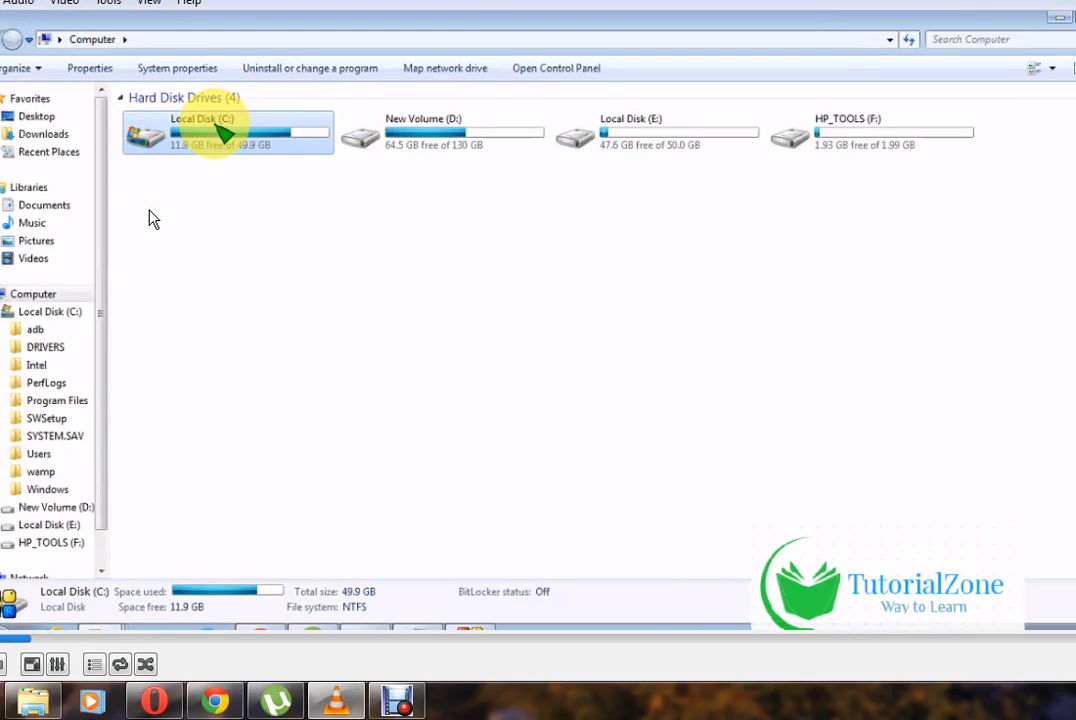 Audio Video Tools View Help
Computer
Search Computer
rganize Properties System properties Uninstall or change a program Map network drive Open Control Panel
Favorites
Desktop
Downloads
Recent Places
Libraries
Documents
Music
Pictures
Videos
Computer
Local Disk (C:)
adb
DRIVERS
Intel
PerfLogs
Program Files
SWSetup
SYSTEM.SAV
Users
wamp
Windows
New Volume (D:)
Local Disk (E:)
HP_TOOLS (F:)
Network
Hard Disk Drives (4)
Local Disk (C:)
11.9 GB free of 49.9 GB
New Volume (D:)
64.5 GB free of 130 GB
Local Disk (E:)
47.6 GB free of 50.0 GB
HP_TOOLS (F:)
1.93 GB free of 1.99 GB
Local Disk (C:) Space used: Total size: 49.9 GB BitLocker status: Off
Local Disk Space free: 11.9 GB File system: NTFS
TutorialZone
Way to Learn